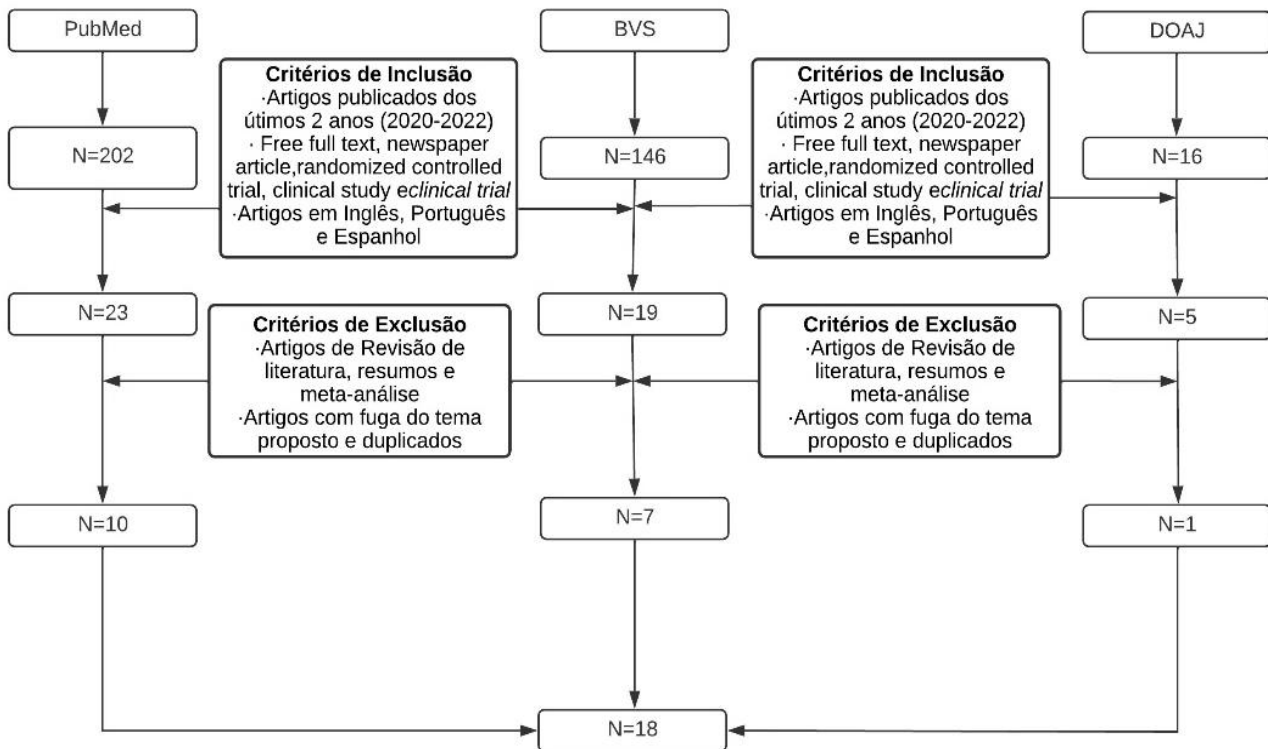 PubMed
BVS
DOAJ
Critérios de Inclusão
·Artigos publicados dos
útimos 2 anos (2020-2022)
· Free full text, newspaper
article,randomized controlled
trial, clinical study eclinical trial
·Artigos em Inglês, Português
e Espanhol
Critérios de Inclusão
·Artigos publicados dos
útimos 2 anos (2020-2022)
· Free full text, newspaper
article,randomized controlled
trial, clinical study eclinical trial
·Artigos em Inglês, Português
e Espanhol
N=202
N=146
N=16
N=23
N=19
N=5
Critérios de Exclusão
·Artigos de Revisão de
literatura, resumos e
meta-análise
·Artigos com fuga do tema
proposto e duplicados
Critérios de Exclusão
·Artigos de Revisão de
literatura, resumos e
meta-análise
·Artigos com fuga do tema
proposto e duplicados
N=10
N=7
N=1
N=18